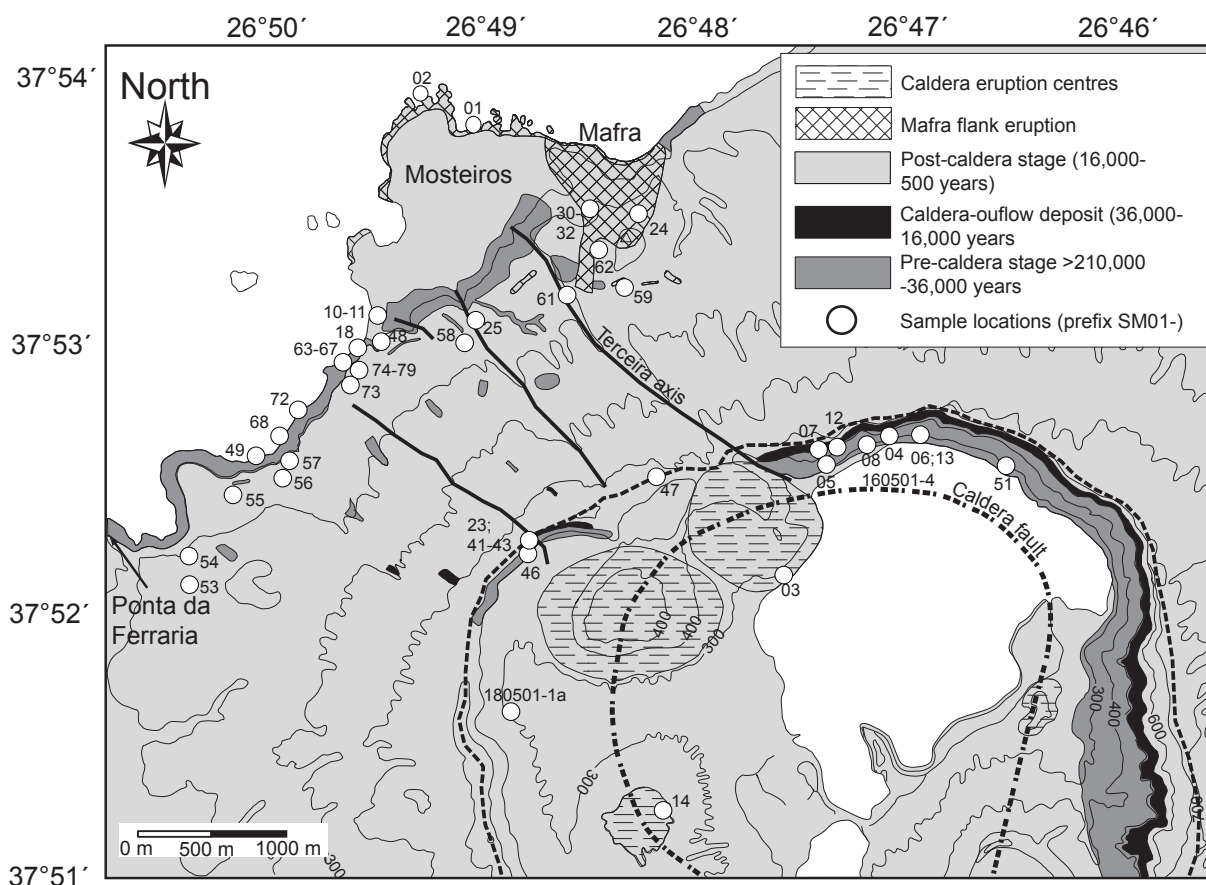 26°50´ 26°49´ 26°48´ 26°47´ 26°46´
37°54´
37°53´
37°52´
37°51´
North
02
01
Mafra
Mosteiros
30-
32
24
62
59
61
10-11
18
48
63-67
74-79
73
58
25
72
68
49
57
56
55
54
53
Ponta da
Ferraria
Terceira axis
07
12
05
08
04
06;13
160501-4
51
Caldera fault
47
23;
41-43
46
03
400
400
300
180501-1a
300
14
300
400
600
300
0 m 500 m 1000 m
Caldera eruption centres
Mafra flank eruption
Post-caldera stage (16,000-
500 years)
Caldera-ouflow deposit (36,000-
16,000 years)
Pre-caldera stage >210,000
-36,000 years
Sample locations (prefix SM01-)